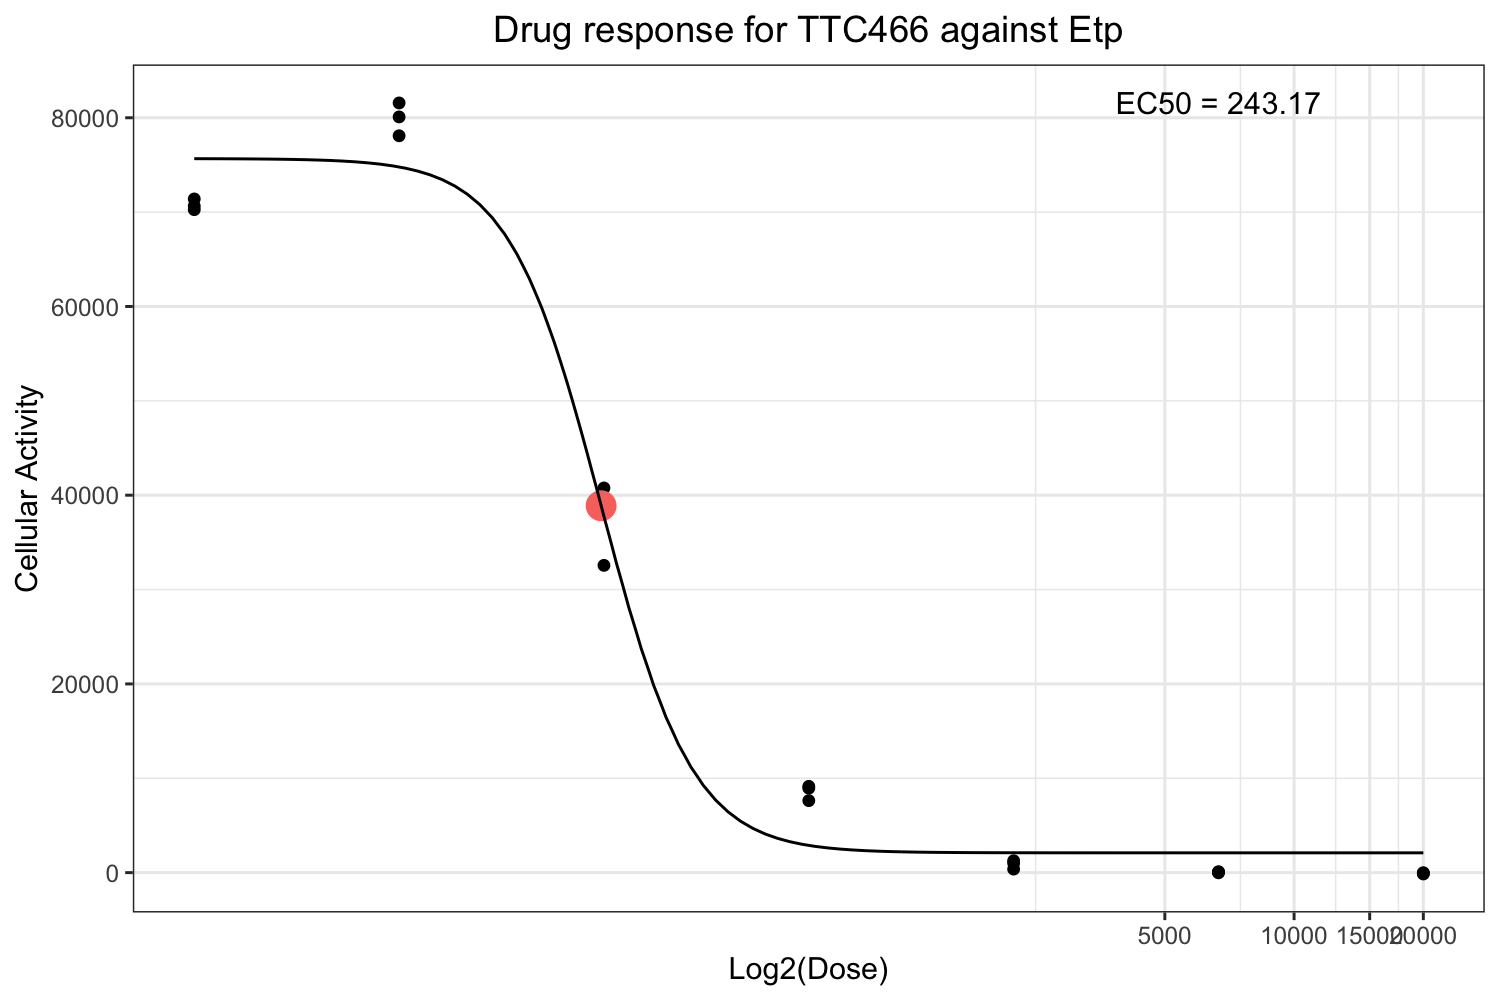 Drug response for TTC466 against Etp
EC50 = 243.17
Cellular Activity
80000
60000
40000
20000
0
5000 10000 15000 20000
Log2(Dose)